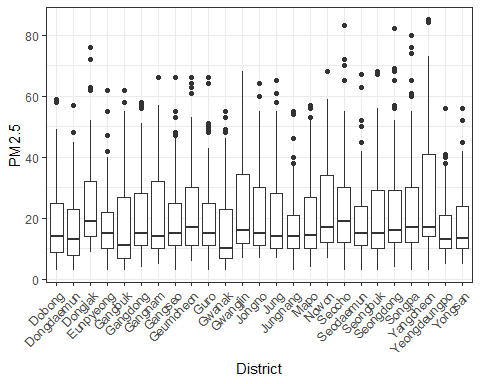 80
60
40
20
0
PM2.5
Dobong
Dongdaemun
Dongjak
Eunpyeong
Gangbuk
Gangdong
Gangnam
Gangseo
Geumcheon
Guro
Gwanak
Gwangjin
Jongno
Jung
Jungnang
Mapo
Nowon
Seocho
Seodaemun
Seongbuk
Seongdong
Songpa
Yangcheon
Yeongdeungpo
Yongsan
District